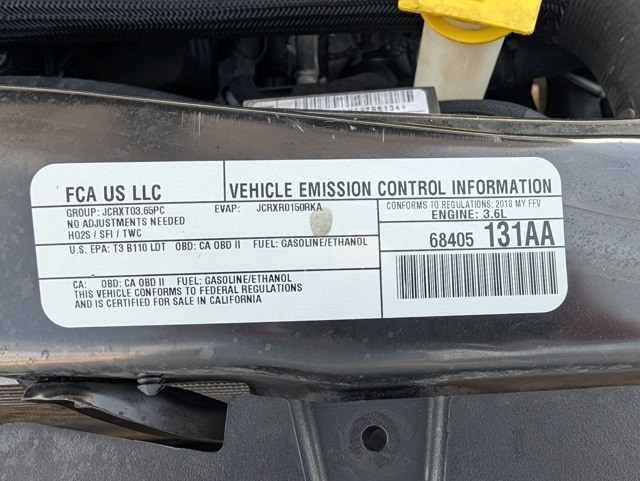 FCA US LLC
VEHICLE EMISSION CONTROL INFORMATION
GROUP: JCRXT03.65PC EVAP: JCRXR0150RKA
NO ADJUSTMENTS NEEDED
HO2S / SFI / TWC
CONFORMS TO REGULATIONS: 2018 MY FFV
ENGINE: 3.6L
U.S. EPA: T3 B110 LDT OBD: CA OBD II FUEL: GASOLINE/ETHANOL
68405 131AA
CA: OBD: CA OBD II FUEL: GASOLINE/ETHANOL
THIS VEHICLE CONFORMS TO FEDERAL REGULATIONS
AND IS CERTIFIED FOR SALE IN CALIFORNIA